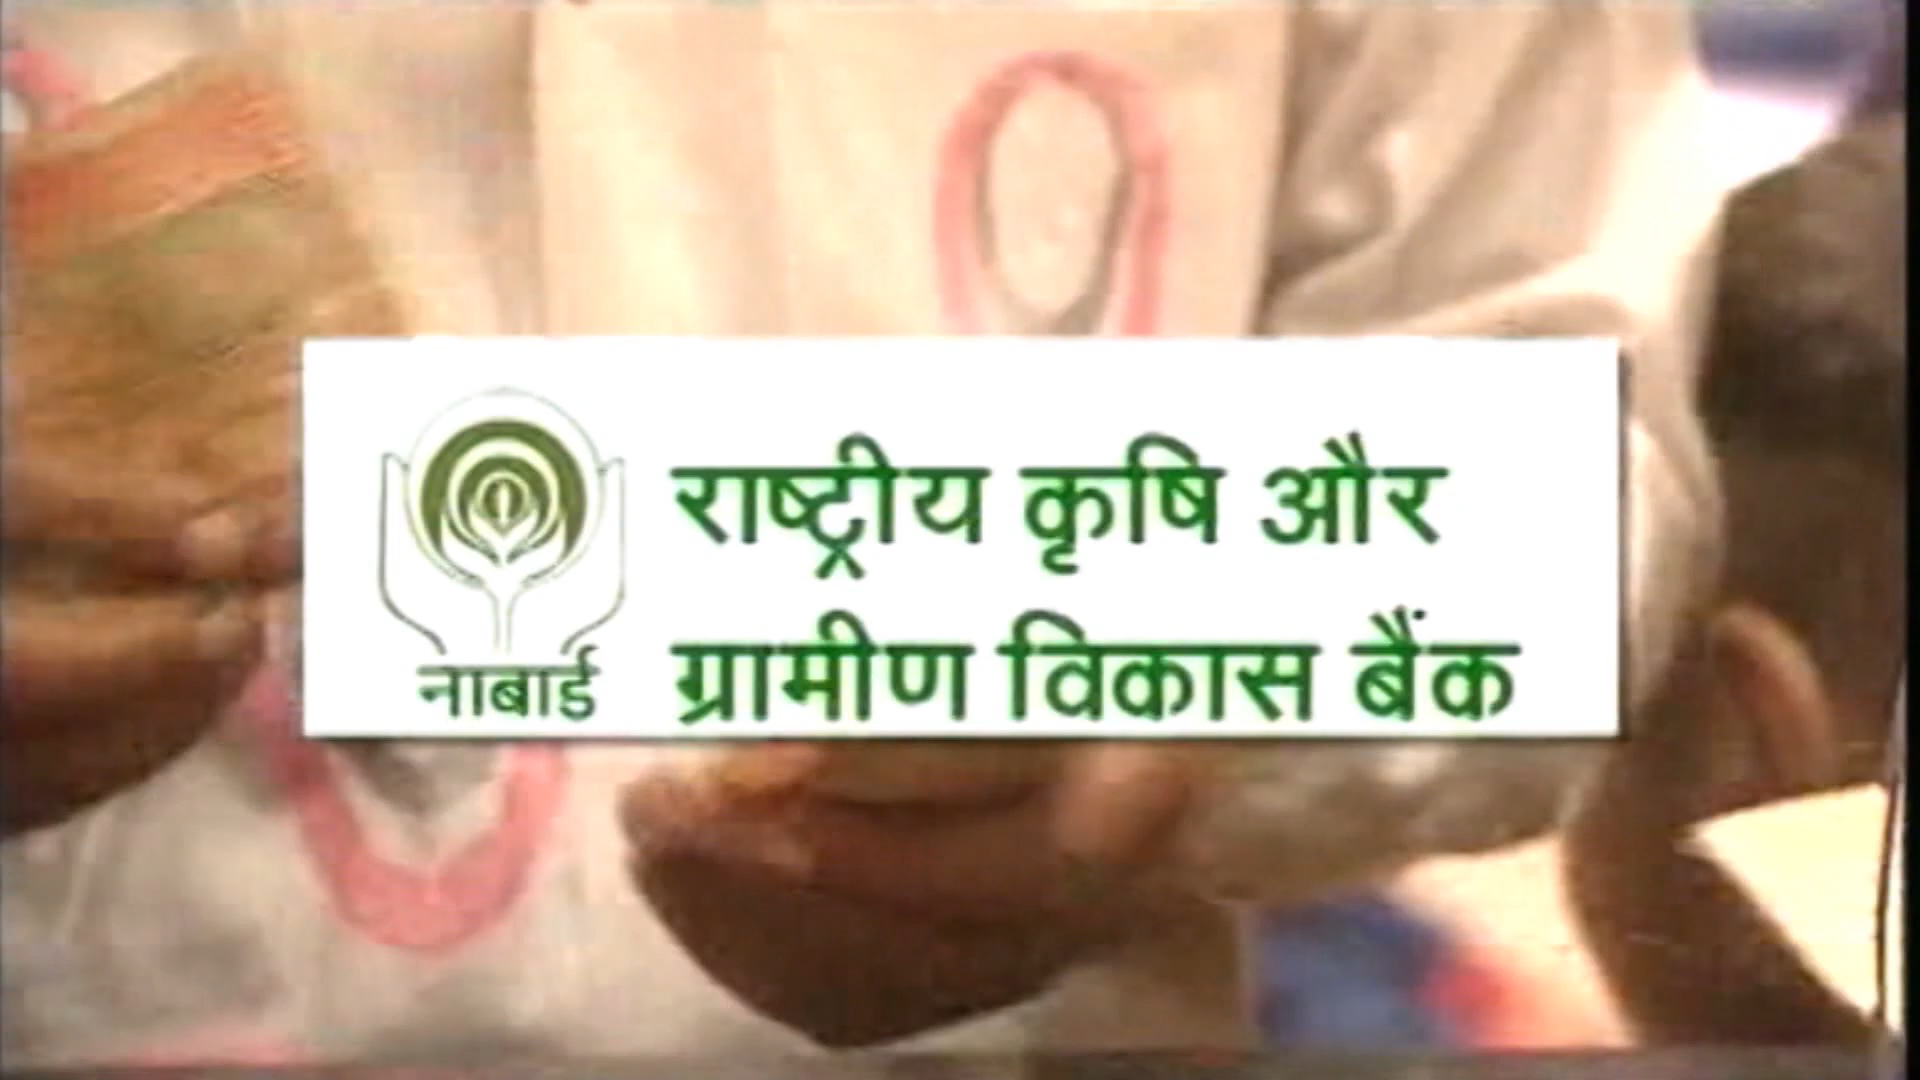 राष्ट्रीय कृषि और
ग्रामीण विकास बैंक
नाबार्ड